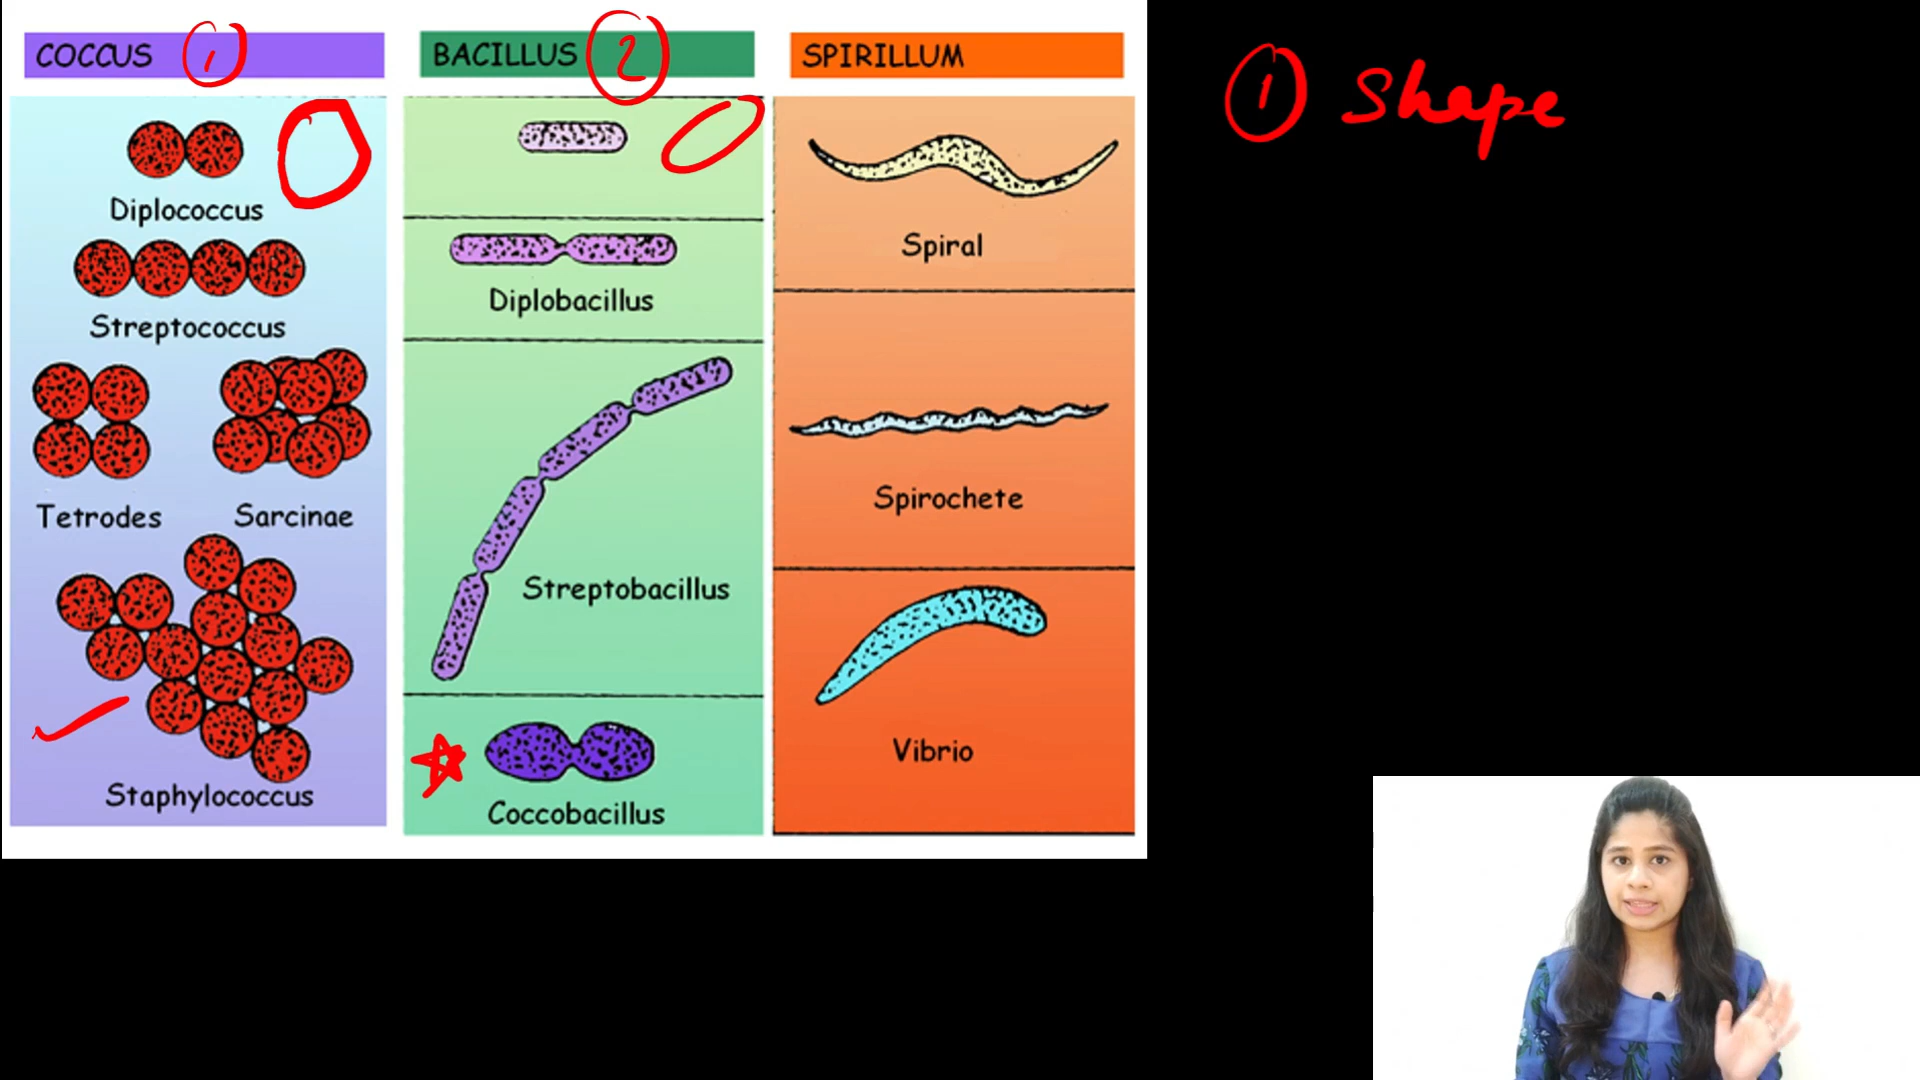 COCCUS 1
Diplococcus
Streptococcus
Tetrodes
Sarcinae
Staphylococcus
BACILLUS 2
Diplobacillus
Streptobacillus
Coccobacillus
SPIRILLUM
Spiral
Spirochete
Vibrio
1 Shape